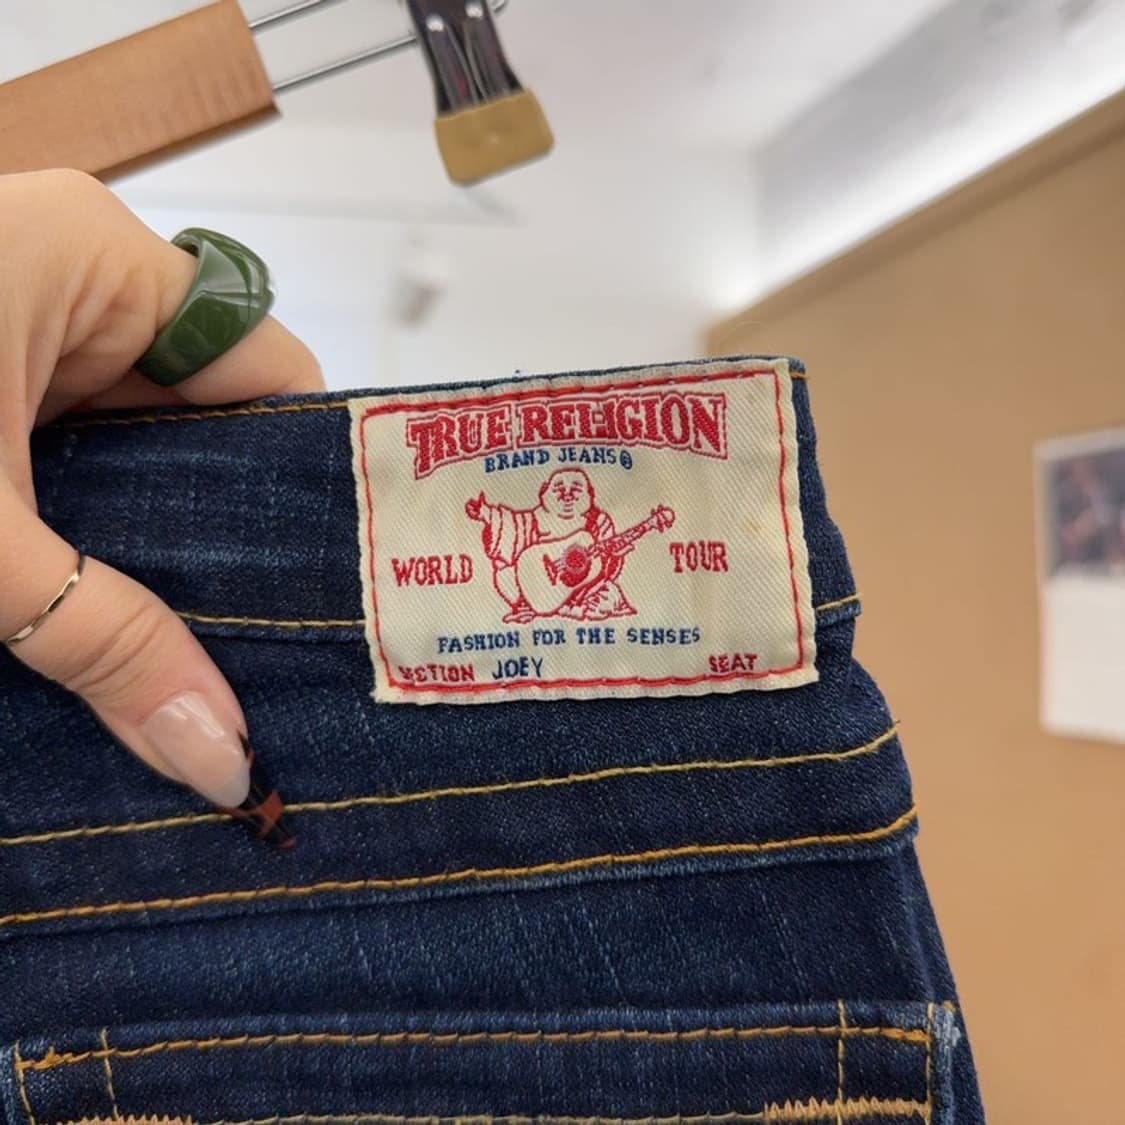 TRUE RELIGION
BRAND JEANS®
WORLD TOUR
FASHION FOR THE SENSES
SECTION JOEY SEAT